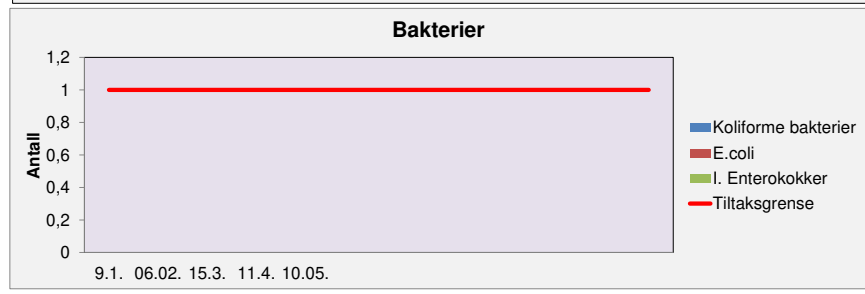 Bakterier
1,2
1
0,8
0,6
0,4
0,2
0
Antall
9.1. 06.02. 15.3. 11.4. 10.05.
Koliforme bakterier
E.coli
I. Enterokokker
Tiltaksgrense